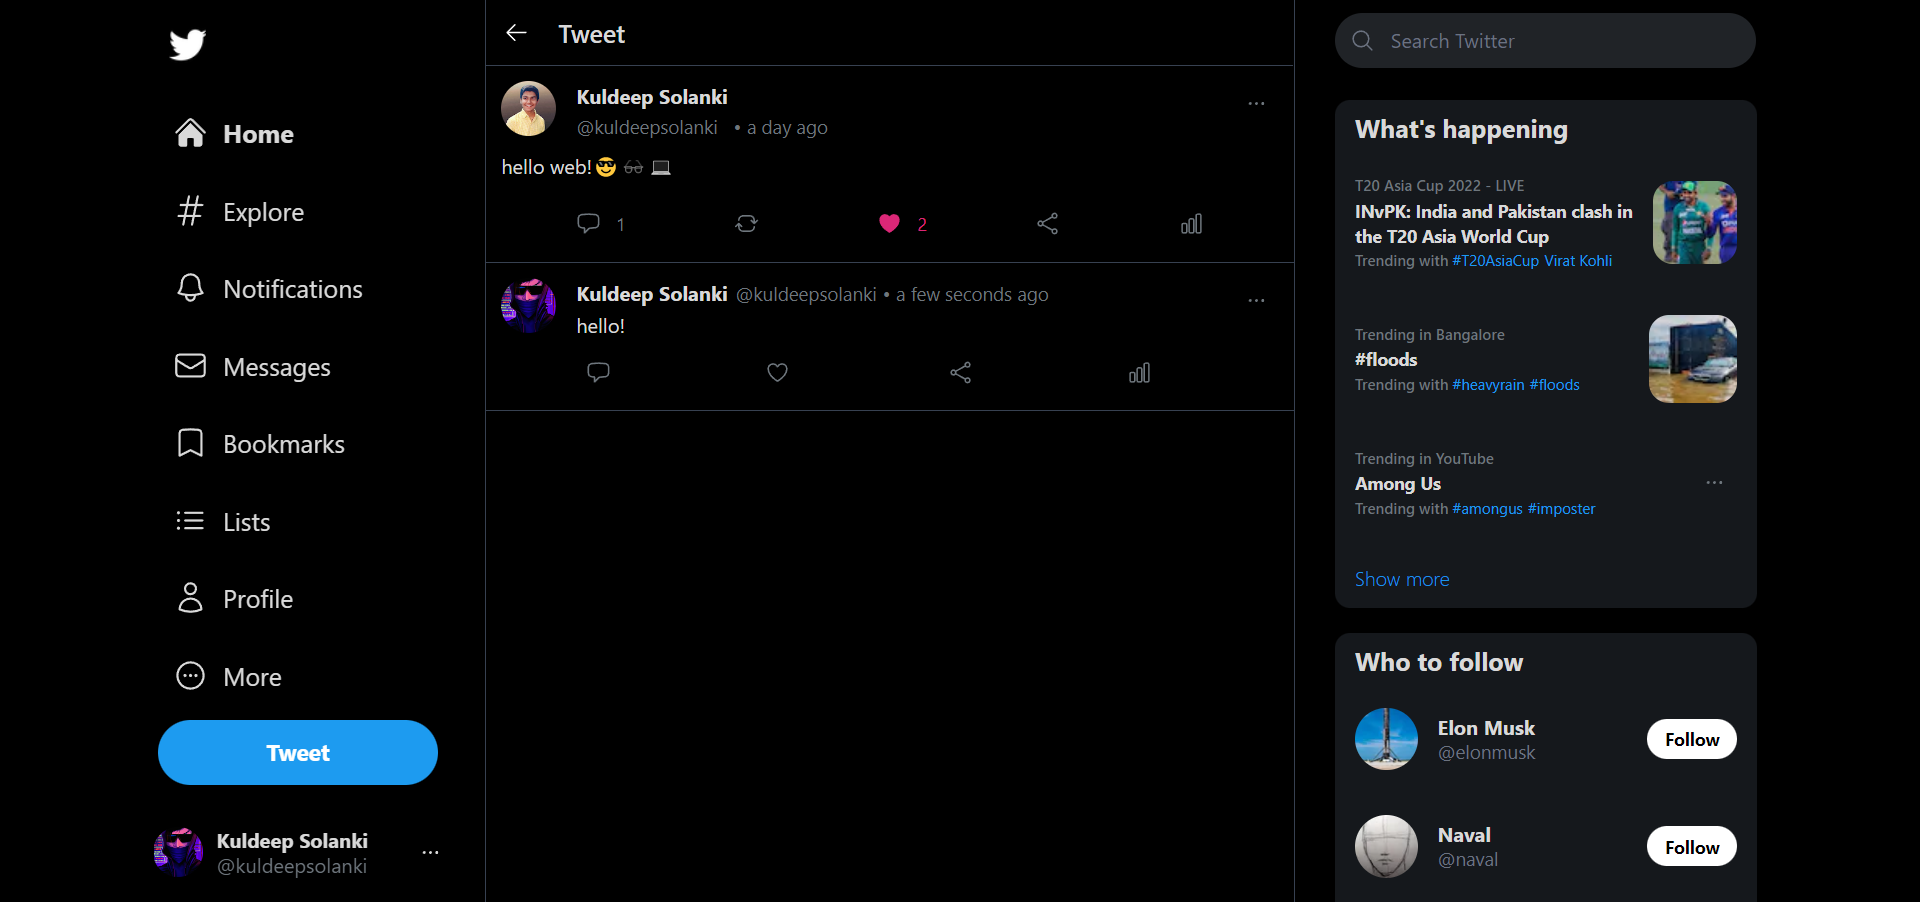 Home
Explore
Notifications
Messages
Bookmarks
Lists
Profile
More
Tweet
Kuldeep Solanki
@kuldeepsolanki
Tweet
Kuldeep Solanki
@kuldeepsolanki • a day ago
hello web!😎 👓 💻
1 2
Kuldeep Solanki @kuldeepsolanki • a few seconds ago
hello!
Search Twitter
What's happening
T20 Asia Cup 2022 - LIVE
INvPK: India and Pakistan clash in
the T20 Asia World Cup
Trending with #T20AsiaCup Virat Kohli
Trending in Bangalore
#floods
Trending with #heavyrain #floods
Trending in YouTube
Among Us
Trending with #amongus #imposter
Show more
Who to follow
Elon Musk
@elonmusk
Follow
Naval
@naval
Follow